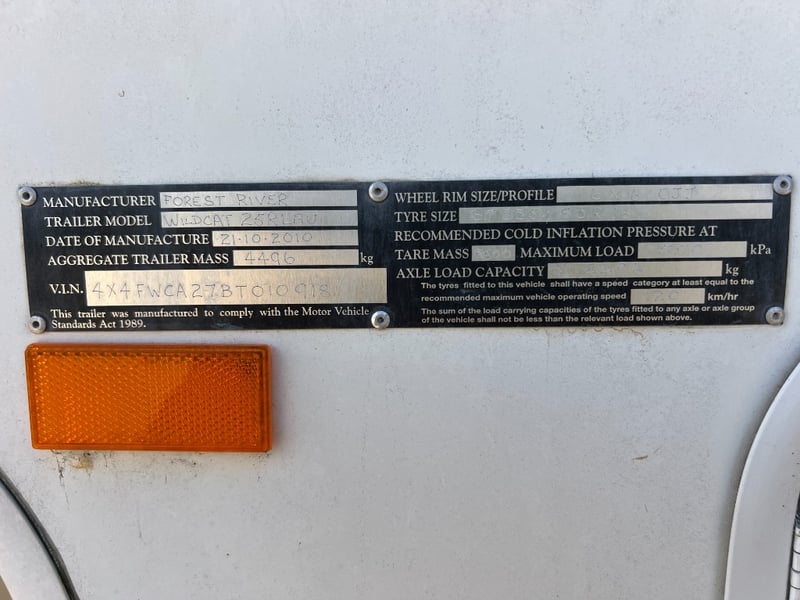 MANUFACTURER FOREST RIVER
TRAILER MODEL WILDCAT
DATE OF MANUFACTURE 21·10·2010
AGGREGATE TRAILER MASS 4496 kg
V.I.N. 4X4FWCA27BT010918
This trailer was manufactured to comply with the Motor Vehicle
Standards Act 1989.
WHEEL RIM SIZE/PROFILE
TYRE SIZE
RECOMMENDED COLD INFLATION PRESSURE AT
TARE MASS MAXIMUM LOAD kPa
AXLE LOAD CAPACITY kg
The tyres fitted to this vehicle shall have a speed category at least equal to the
recommended maximum vehicle operating speed km/hr
The sum of the load carrying capacities of the tyres fitted to any axle or axle group
of the vehicle shall not be less than the relevant load shown above.